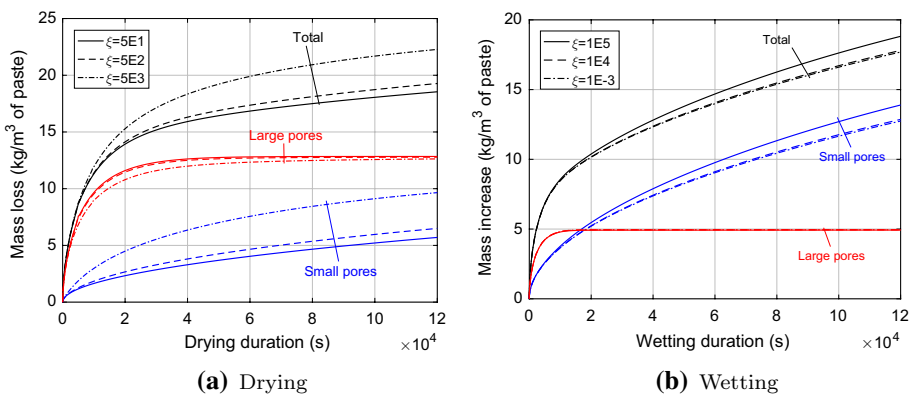 25
20
15
10
5
0
Mass loss (kg/m³ of paste)
ξ=5E1
ξ=5E2
ξ=5E3
Total
Large pores
Small pores
0 2 4 6 8 10 12
Drying duration (s) ×10⁴
(a) Drying
20
15
10
5
0
Mass increase (kg/m³ of paste)
ξ=1E5
ξ=1E4
ξ=1E-3
Total
Small pores
Large pores
0 2 4 6 8 10 12
Wetting duration (s) ×10⁴
(b) Wetting